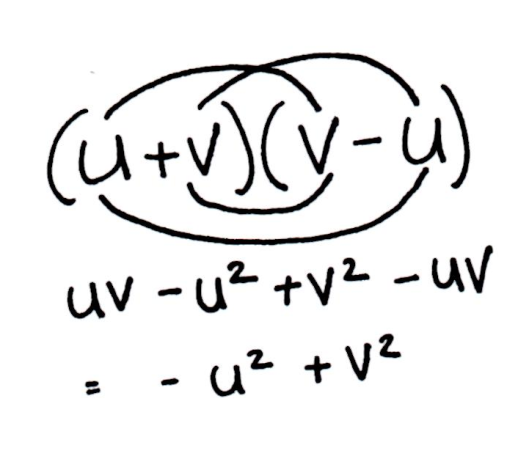 (u+v)(v-u)
uv - u² + v² - uv
= - u² + v²